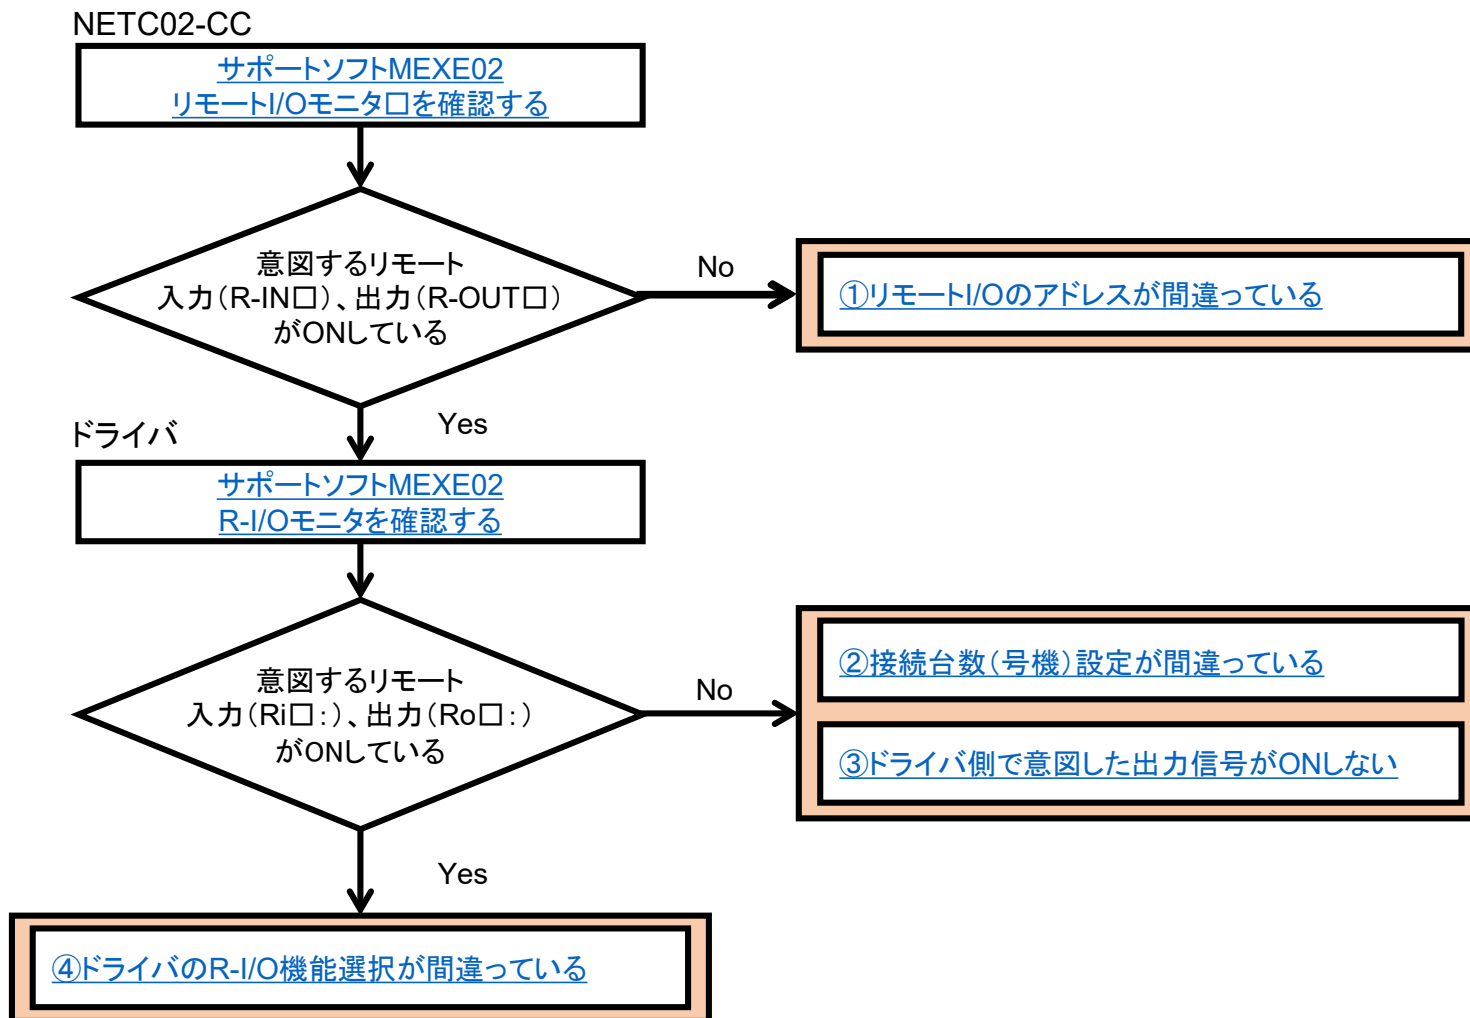 NETC02-CC
サポートソフトMEXE02
リモートI/Oモニタ□を確認する
意図するリモート
入力（R-IN□）、出力（R-OUT□）
がONしている
No
①リモートI/Oのアドレスが間違っている
Yes
ドライバ
サポートソフトMEXE02
R-I/Oモニタを確認する
意図するリモート
入力（Ri□：）、出力（Ro□：）
がONしている
No
②接続台数（号機）設定が間違っている
③ドライバ側で意図した出力信号がONしない
Yes
④ドライバのR-I/O機能選択が間違っている